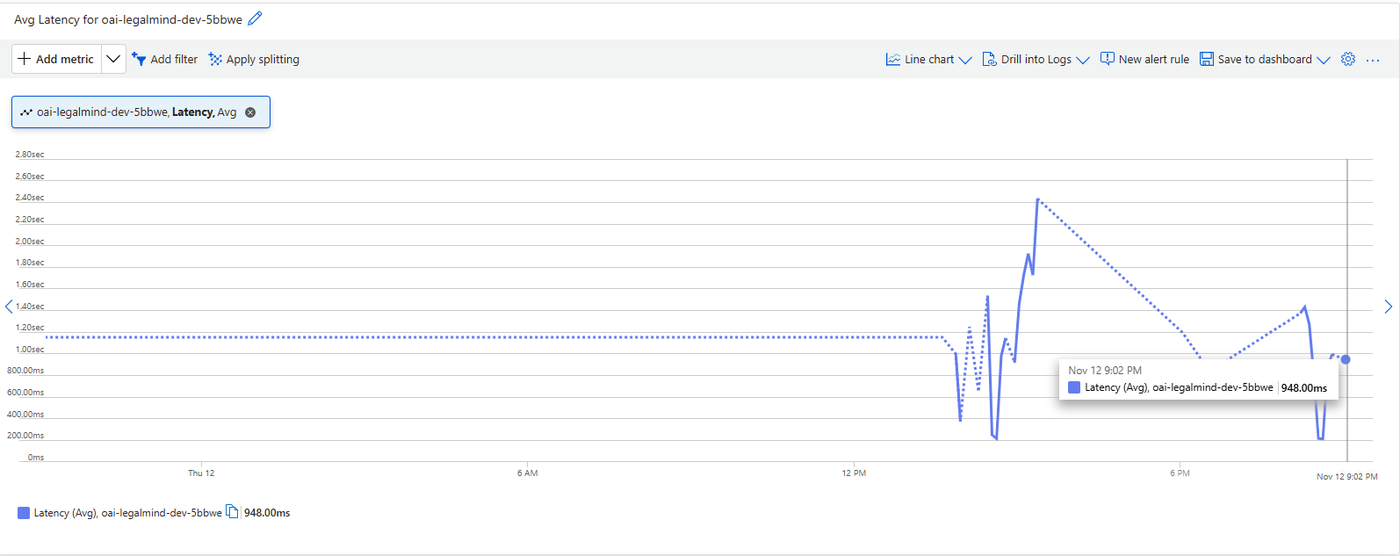 Avg Latency for oai-legalmind-dev-5bbwe
Add metric Add filter Apply splitting Line chart Drill into Logs New alert rule Save to dashboard ...
oai-legalmind-dev-5bbwe, Latency, Avg
2.80sec
2.60sec
2.40sec
2.20sec
2.00sec
1.80sec
1.60sec
1.40sec
1.20sec
1.00sec
800.00ms
600.00ms
400.00ms
200.00ms
0ms
Nov 12 9:02 PM
Latency (Avg), oai-legalmind-dev-5bbwe 948.00ms
Thu 12 6 AM 12 PM 6 PM Nov 12 9:02 PM
Latency (Avg), oai-legalmind-dev-5bbwe 948.00ms